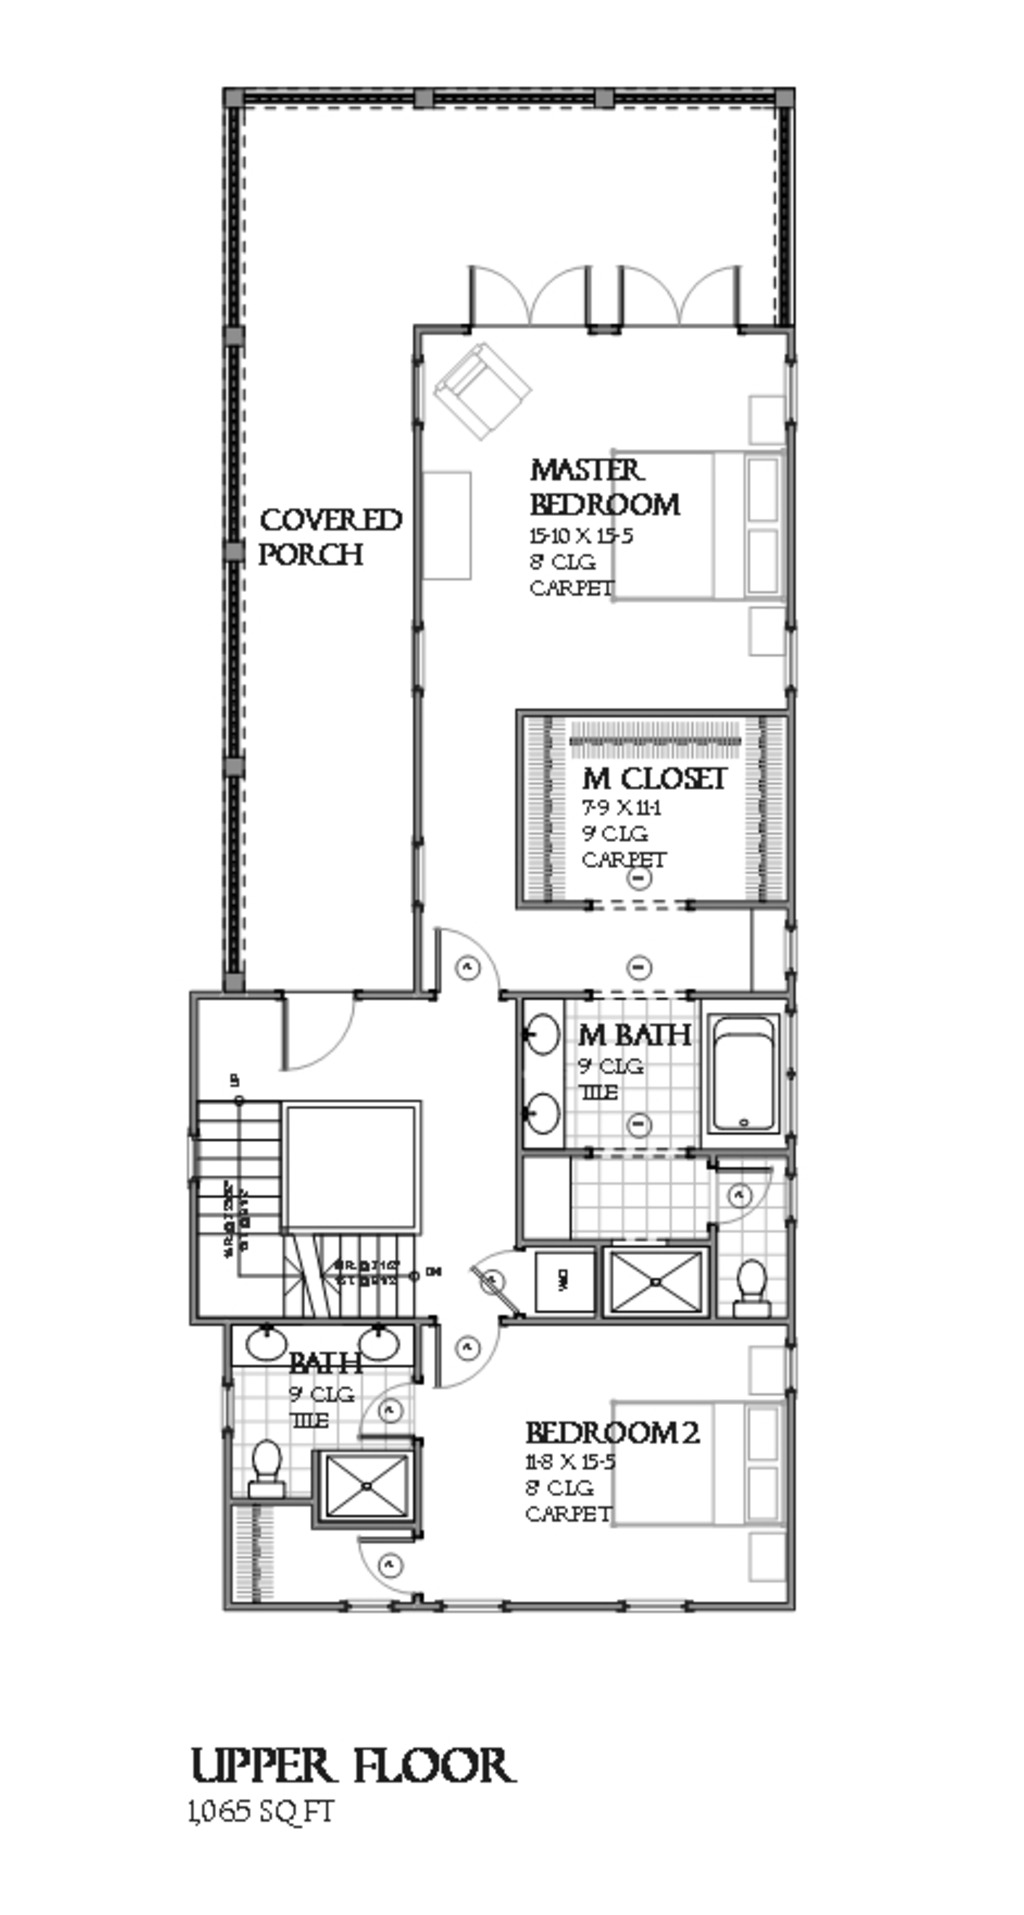 COVERED
PORCH
MASTER
BEDROOM
15-10 X 15-5
8' CLG
CARPET
M CLOSET
7-9 X 11-1
9' CLG
CARPET
M BATH
9' CLG
TILE
UP
DN
BATH
9' CLG
TILE
BEDROOM 2
11-8 X 15-5
8' CLG
CARPET
UPPER FLOOR
1,065 SQ FT